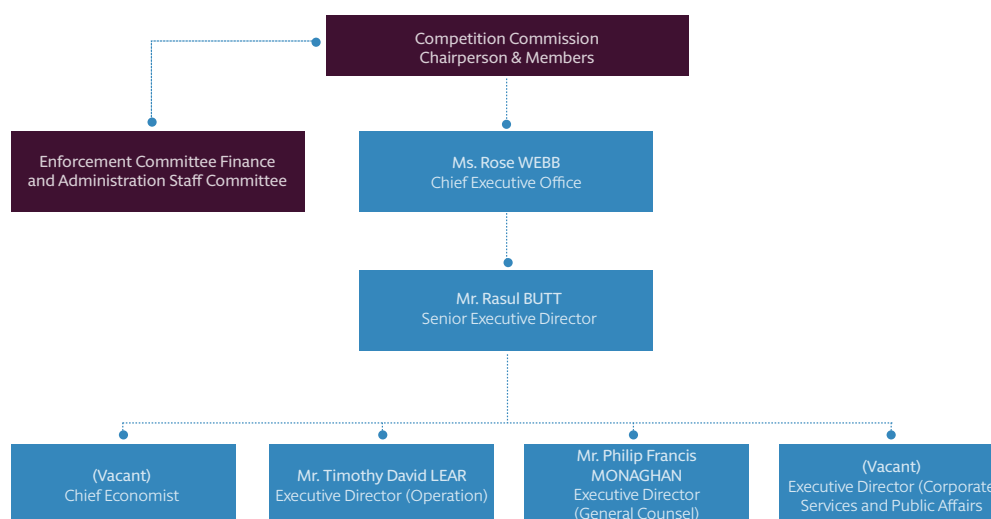 Competition Commission
Chairperson & Members
Enforcement Committee Finance
and Administration Staff Committee
Ms. Rose WEBB
Chief Executive Office
Mr. Rasul BUTT
Senior Executive Director
(Vacant)
Chief Economist
Mr. Timothy David LEAR
Executive Director (Operation)
Mr. Philip Francis
MONAGHAN
Executive Director
(General Counsel)
(Vacant)
Executive Director (Corporate
Services and Public Affairs